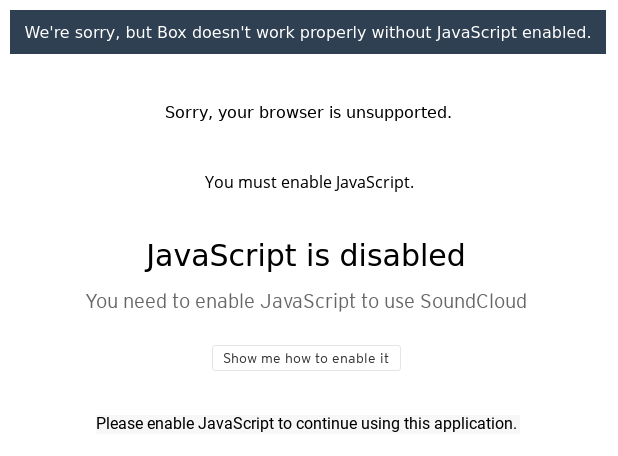 We're sorry, but Box doesn't work properly without JavaScript enabled.
Sorry, your browser is unsupported.
You must enable JavaScript.
JavaScript is disabled
You need to enable JavaScript to use SoundCloud
Show me how to enable it
Please enable JavaScript to continue using this application.